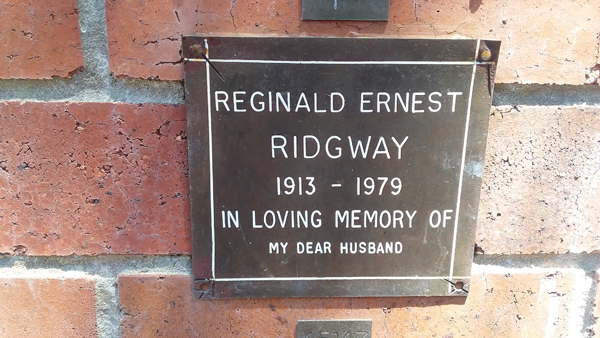 REGINALD ERNEST
RIDGWAY
1913 - 1979
IN LOVING MEMORY OF
MY DEAR HUSBAND